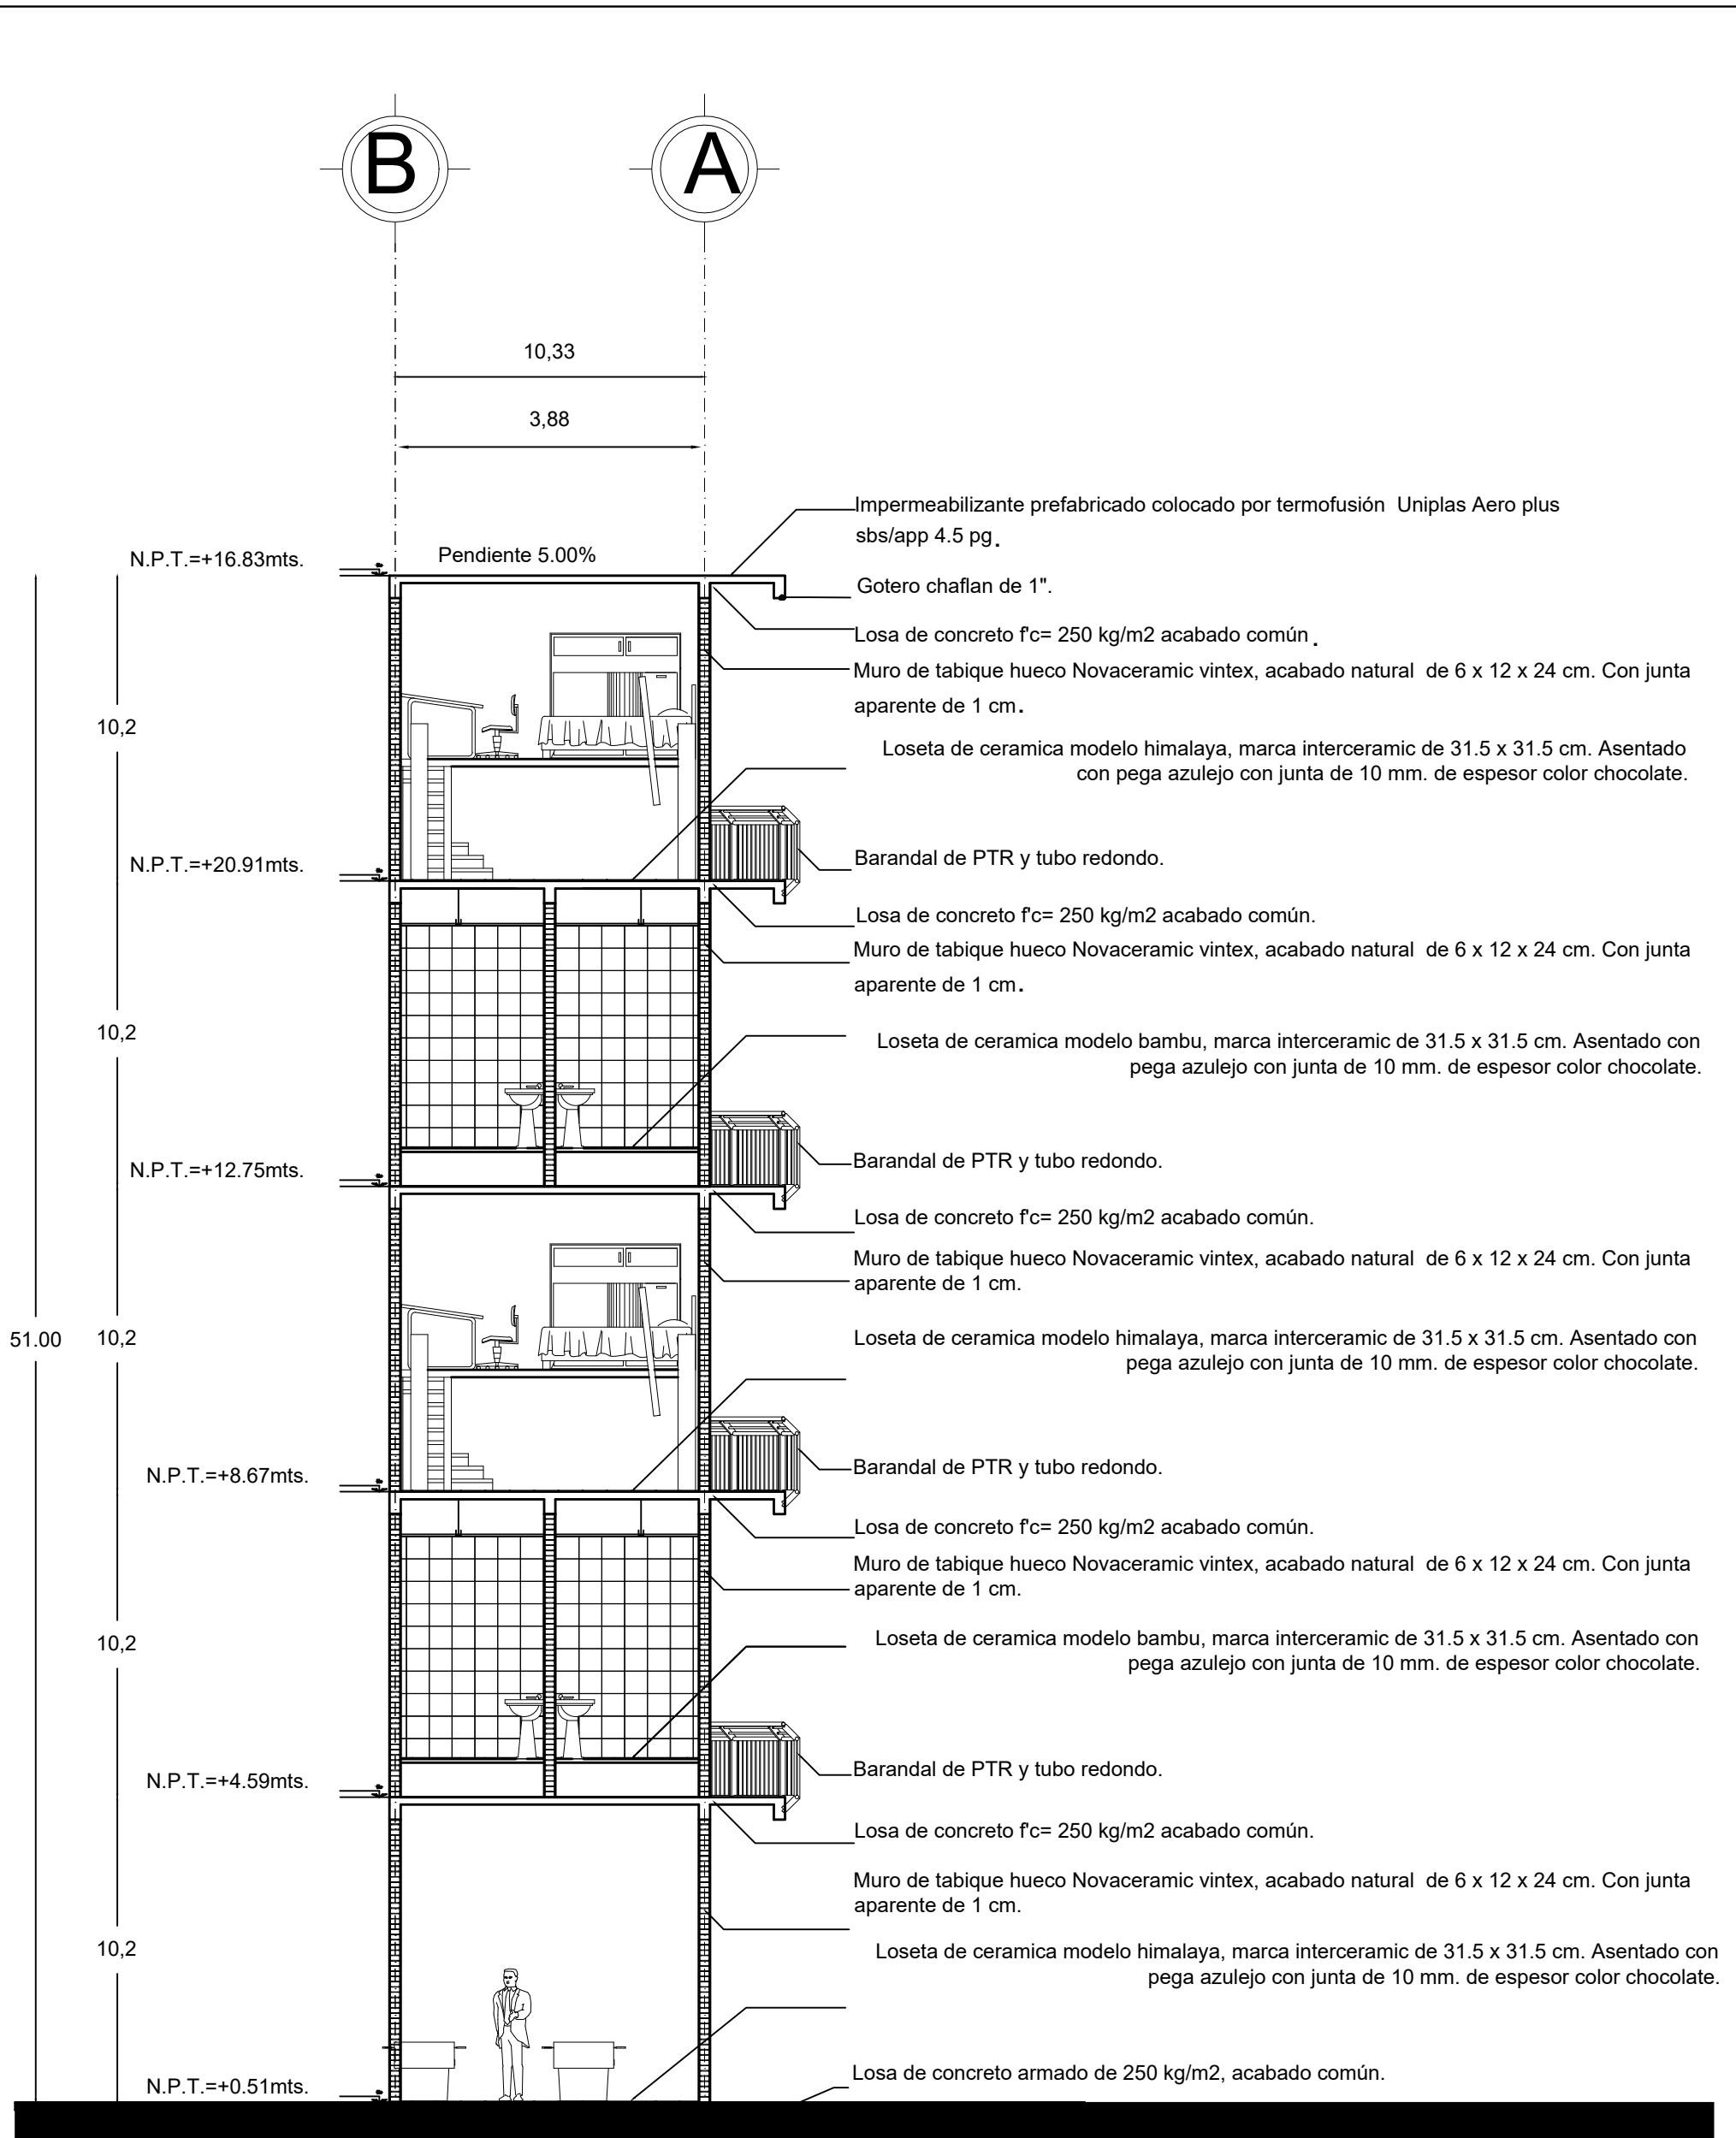 B
A
10,33
3,88
Impermeabilizante prefabricado colocado por termofusión  Uniplas Aero plus
sbs/app 4.5 pg.
N.P.T.=+16.83mts.
Pendiente 5.00%
Gotero chaflan de 1".
Losa de concreto f'c= 250 kg/m2 acabado común.
Muro de tabique hueco Novaceramic vintex, acabado natural  de 6 x 12 x 24 cm. Con junta
aparente de 1 cm.
10,2
Loseta de ceramica modelo himalaya, marca interceramic de 31.5 x 31.5 cm. Asentado
con pega azulejo con junta de 10 mm. de espesor color chocolate.
N.P.T.=+20.91mts.
Barandal de PTR y tubo redondo.
Losa de concreto f'c= 250 kg/m2 acabado común.
Muro de tabique hueco Novaceramic vintex, acabado natural  de 6 x 12 x 24 cm. Con junta
aparente de 1 cm.
10,2
Loseta de ceramica modelo bambu, marca interceramic de 31.5 x 31.5 cm. Asentado con
pega azulejo con junta de 10 mm. de espesor color chocolate.
N.P.T.=+12.75mts.
Barandal de PTR y tubo redondo.
Losa de concreto f'c= 250 kg/m2 acabado común.
Muro de tabique hueco Novaceramic vintex, acabado natural  de 6 x 12 x 24 cm. Con junta
aparente de 1 cm.
51.00
10,2
Loseta de ceramica modelo himalaya, marca interceramic de 31.5 x 31.5 cm. Asentado con
pega azulejo con junta de 10 mm. de espesor color chocolate.
N.P.T.=+8.67mts.
Barandal de PTR y tubo redondo.
Losa de concreto f'c= 250 kg/m2 acabado común.
Muro de tabique hueco Novaceramic vintex, acabado natural  de 6 x 12 x 24 cm. Con junta
aparente de 1 cm.
10,2
Loseta de ceramica modelo bambu, marca interceramic de 31.5 x 31.5 cm. Asentado con
pega azulejo con junta de 10 mm. de espesor color chocolate.
N.P.T.=+4.59mts.
Barandal de PTR y tubo redondo.
Losa de concreto f'c= 250 kg/m2 acabado común.
Muro de tabique hueco Novaceramic vintex, acabado natural  de 6 x 12 x 24 cm. Con junta
aparente de 1 cm.
10,2
Loseta de ceramica modelo himalaya, marca interceramic de 31.5 x 31.5 cm. Asentado con
pega azulejo con junta de 10 mm. de espesor color chocolate.
N.P.T.=+0.51mts.
Losa de concreto armado de 250 kg/m2, acabado común.